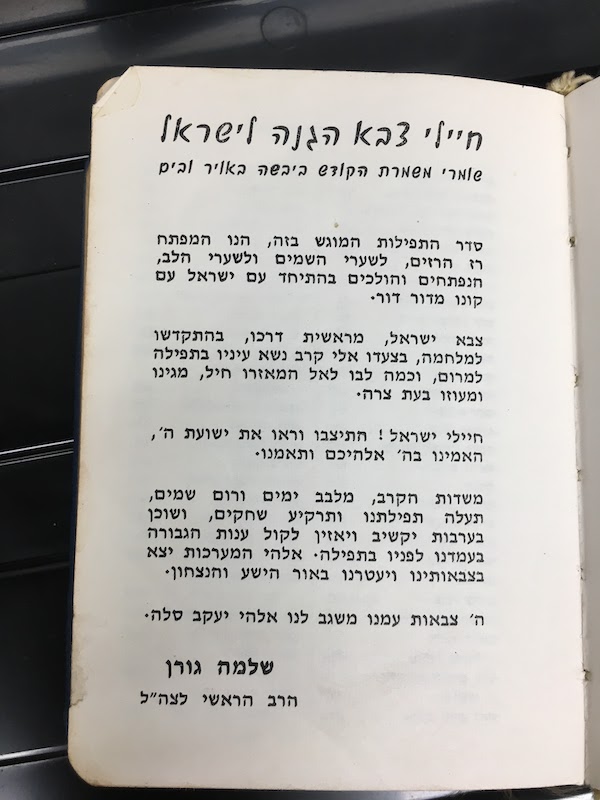 חיילי צבא הגנה לישראל
שומרי משמרת הקודש ביבשה באויר ובים
סדר התפילות המוגש בזה, הנו המפתח
רז הרזים, לשערי השמים ולשערי הלב,
הנפתחים והולכים בהתיחד עם ישראל עם
קונו מדור דור.
צבא ישראל, מראשית דרכו, בהתקדשו
למלחמה, בצעדו אלי קרב נשא עיניו בתפילה
למרום, וכמה לבו לאל המאזרו חיל, מגינו
ומעוזו בעת צרה.
חיילי ישראל! התיצבו וראו את ישועת ה׳,
האמינו בה׳ אלהיכם ותאמנו.
משדות הקרב, מלבב ימים ורום שמים,
תעלה תפילתנו ותרקיע שחקים, ושוכן
בערבות יקשיב ויאזין לקול ענות הגבורה
בעמדנו לפניו בתפילה. אלהי המערכות יצא
בצבאותינו ויעטרנו באור הישע והנצחון.
ה׳ צבאות עמנו משגב לנו אלהי יעקב סלה.
שלמה גורן
הרב הראשי לצה״ל